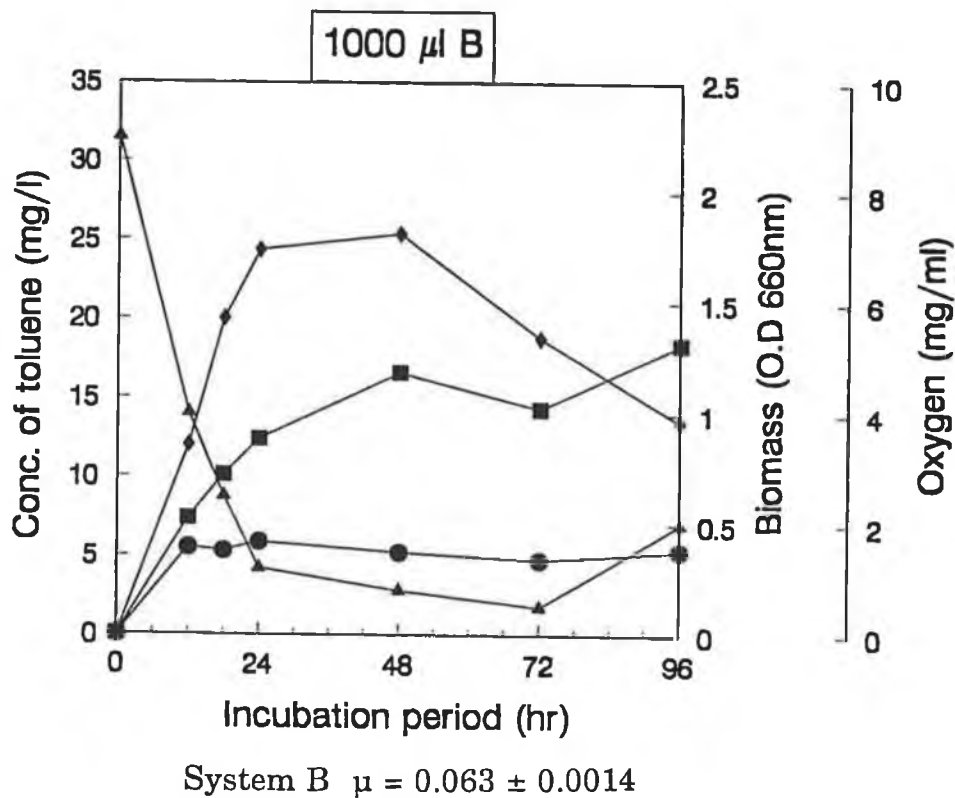 1000 µl B
Conc. of toluene (mg/l)
35
30
25
20
15
10
5
0
2.5
2
1.5
1
0.5
0
Biomass (O.D 660nm)
10
8
6
4
2
0
Oxygen (mg/ml)
0 24 48 72 96
Incubation period (hr)
System B µ = 0.063 ± 0.0014